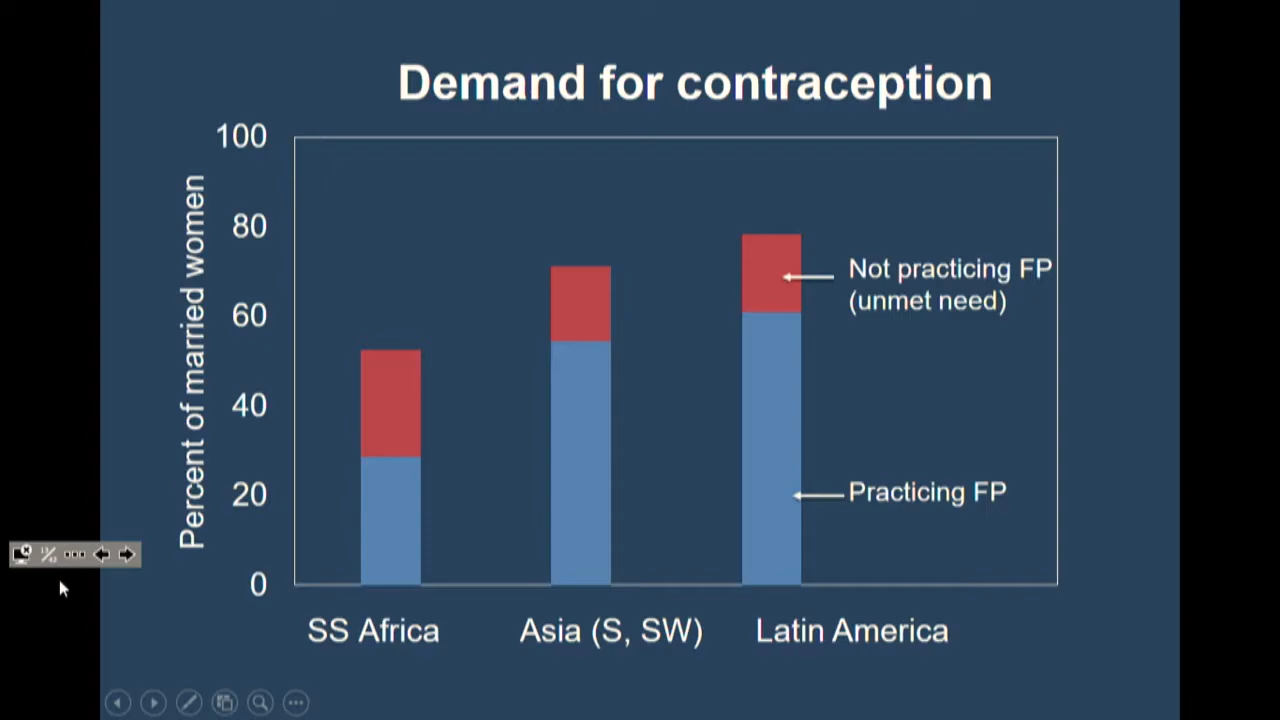 Demand for contraception
Percent of married women
100
80
60
40
20
0
Not practicing FP
(unmet need)
Practicing FP
SS Africa
Asia (S, SW)
Latin America